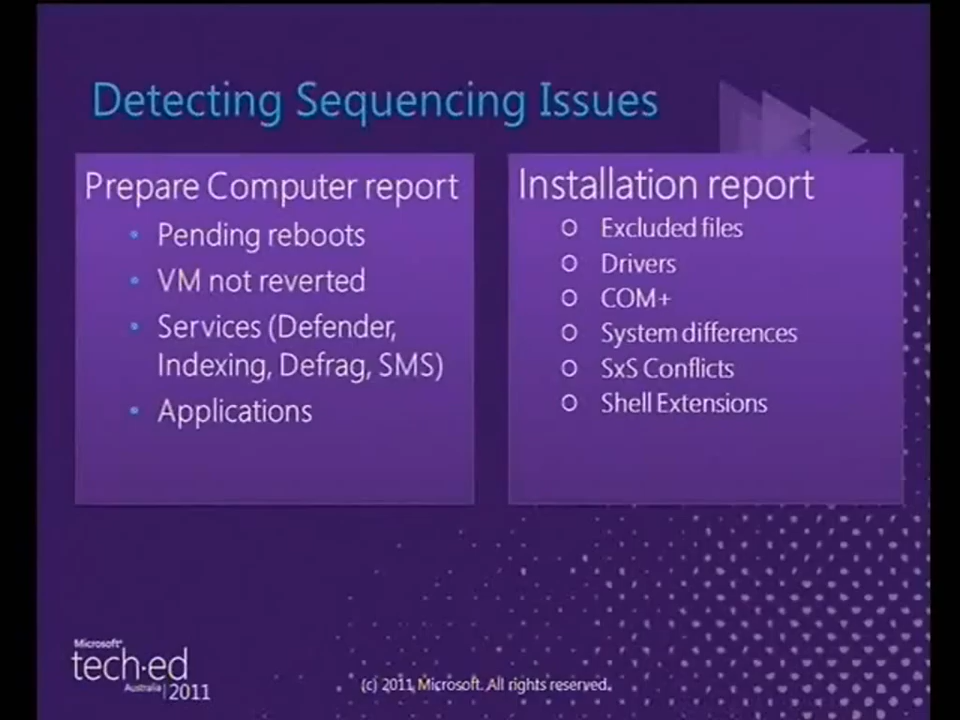 Detecting Sequencing Issues
Prepare Computer report
• Pending reboots
• VM not reverted
• Services (Defender,
Indexing, Defrag, SMS)
• Applications
Installation report
o Excluded files
o Drivers
o COM+
o System differences
o SxS Conflicts
o Shell Extensions
Microsoft
tech·ed
Australia | 2011
(c) 2011 Microsoft. All rights reserved.